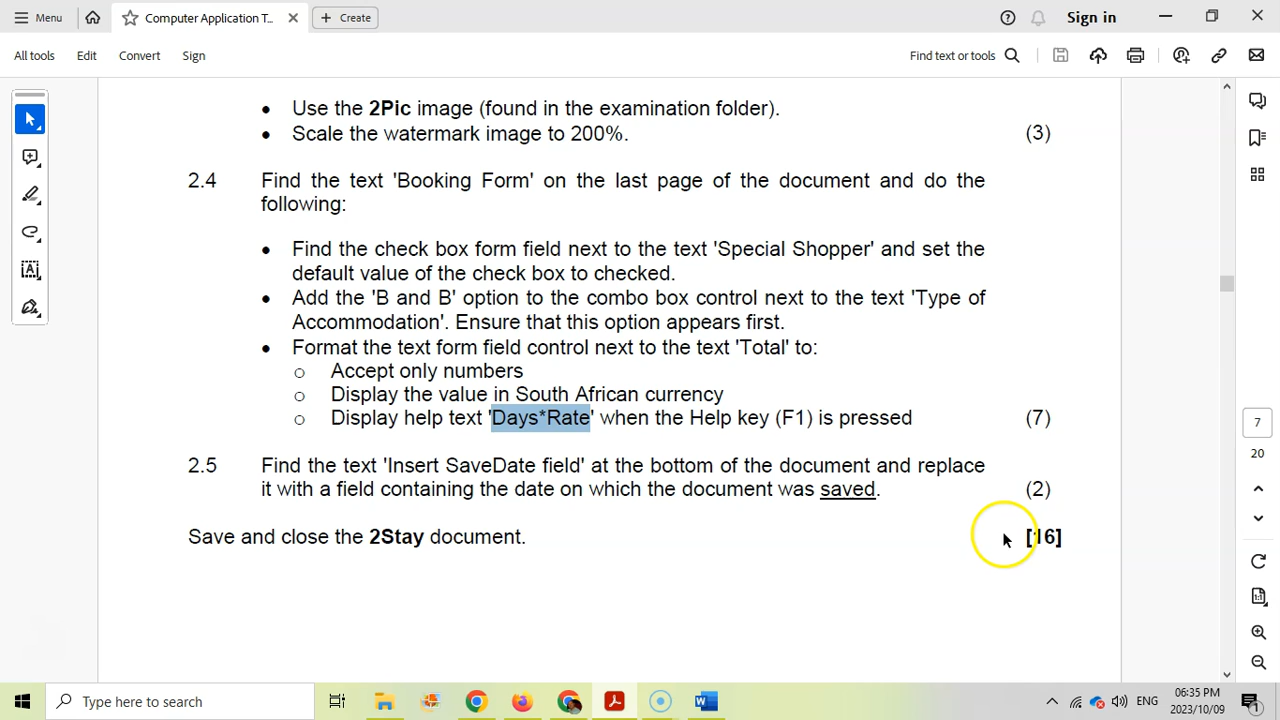 Menu
Computer Application T...
Create
Sign in
All tools
Edit
Convert
Sign
Find text or tools
• Use the 2Pic image (found in the examination folder).
• Scale the watermark image to 200%. (3)
2.4 Find the text 'Booking Form' on the last page of the document and do the
following:
• Find the check box form field next to the text 'Special Shopper' and set the
default value of the check box to checked.
• Add the 'B and B' option to the combo box control next to the text 'Type of
Accommodation'. Ensure that this option appears first.
• Format the text form field control next to the text 'Total' to:
o Accept only numbers
o Display the value in South African currency
o Display help text 'Days*Rate' when the Help key (F1) is pressed (7)
2.5 Find the text 'Insert SaveDate field' at the bottom of the document and replace
it with a field containing the date on which the document was saved. (2)
Save and close the 2Stay document. [16]
7
20
Type here to search
ENG
06:35 PM
2023/10/09